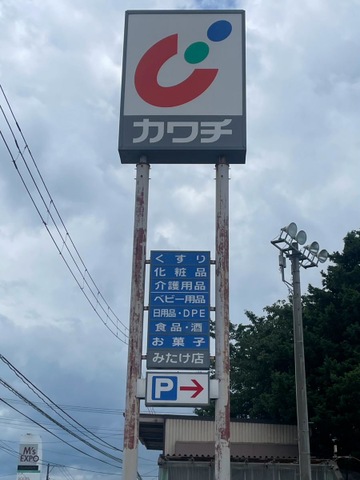 カワチ
くすり
化粧品
介護用品
ベビー用品
日用品・DPE
食品・酒
お菓子
みたけ店
P→
M's
EXPO